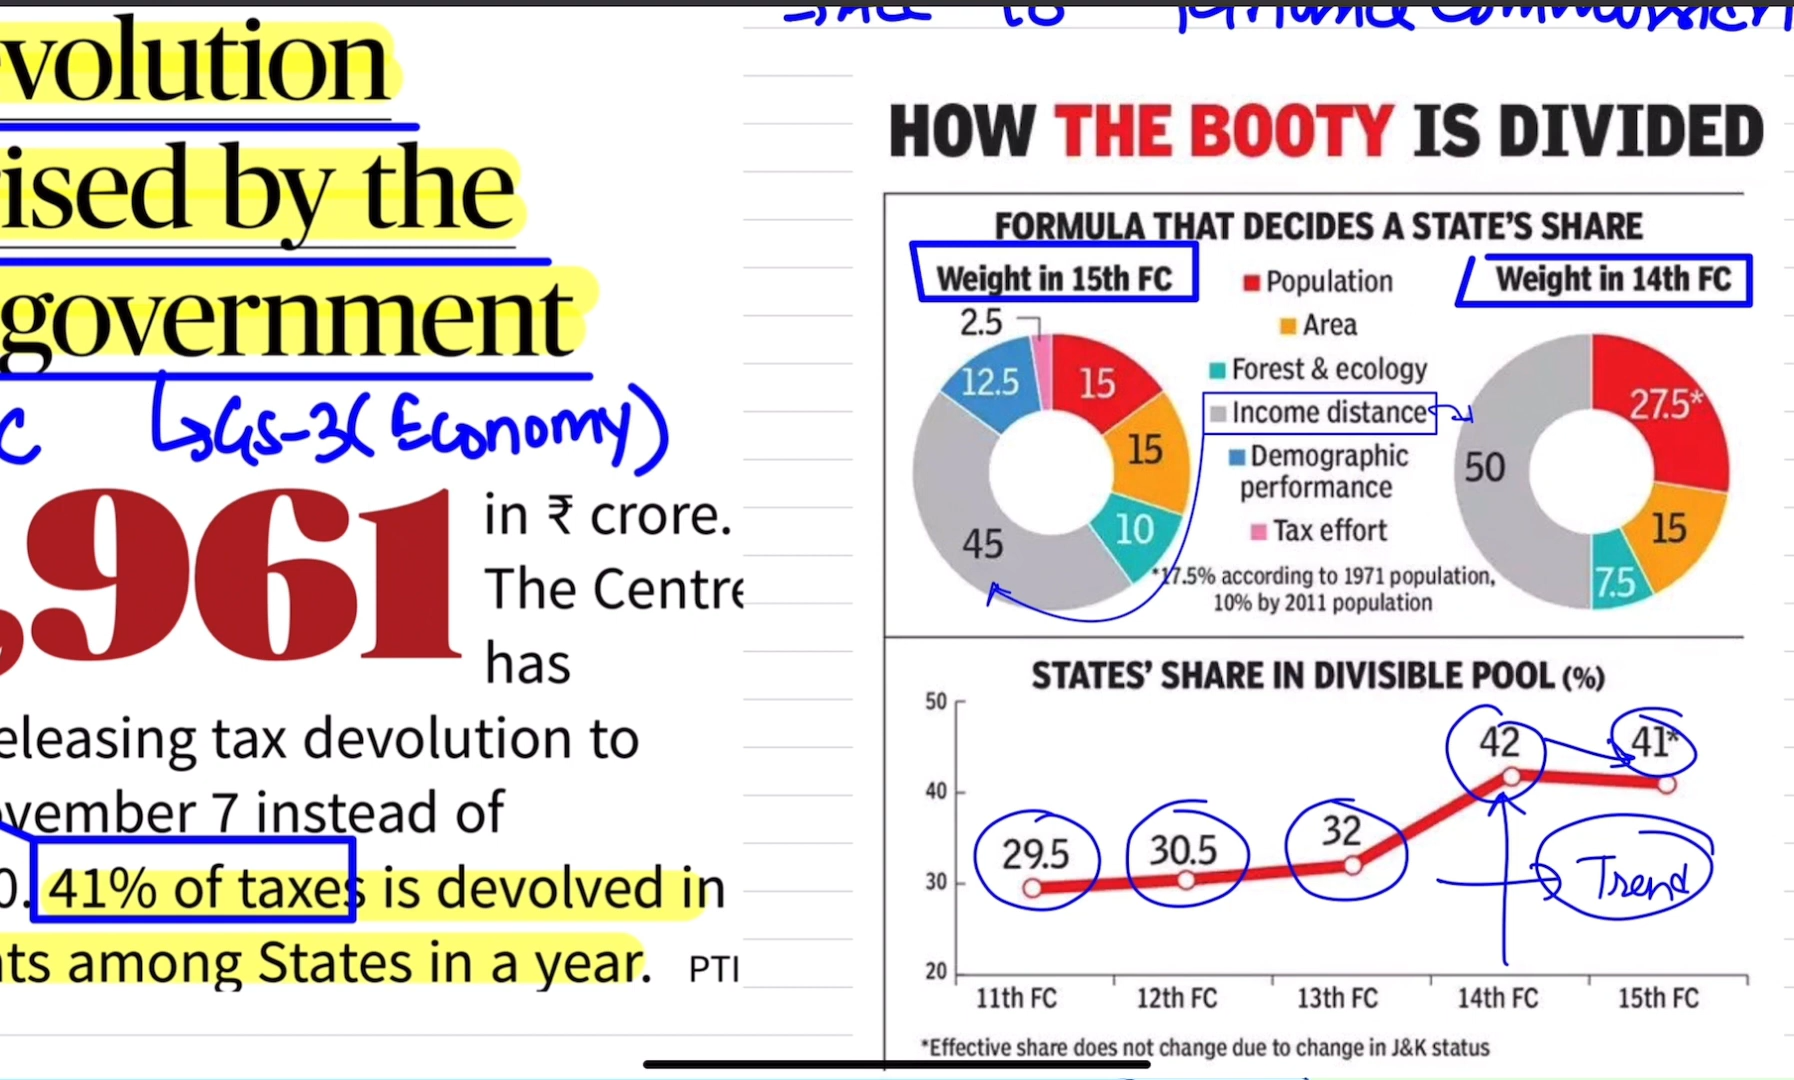 to Finance Commission
volution
ised by the
government
C GS-3 (Economy)
,961
in ₹ crore.
The Centre
has
eleasing tax devolution to
vember 7 instead of
0. 41% of taxes is devolved in
nts among States in a year. PTI
HOW THE BOOTY IS DIVIDED
FORMULA THAT DECIDES A STATE'S SHARE
Weight in 15th FC
2.5
12.5
15
15
10
45
Population
Area
Forest & ecology
Income distance
Demographic
performance
Tax effort
*17.5% according to 1971 population,
10% by 2011 population
Weight in 14th FC
27.5*
50
15
7.5
STATES' SHARE IN DIVISIBLE POOL (%)
50
40
30
20
29.5
30.5
32
42
41*
Trend
11th FC 12th FC 13th FC 14th FC 15th FC
*Effective share does not change due to change in J&K status